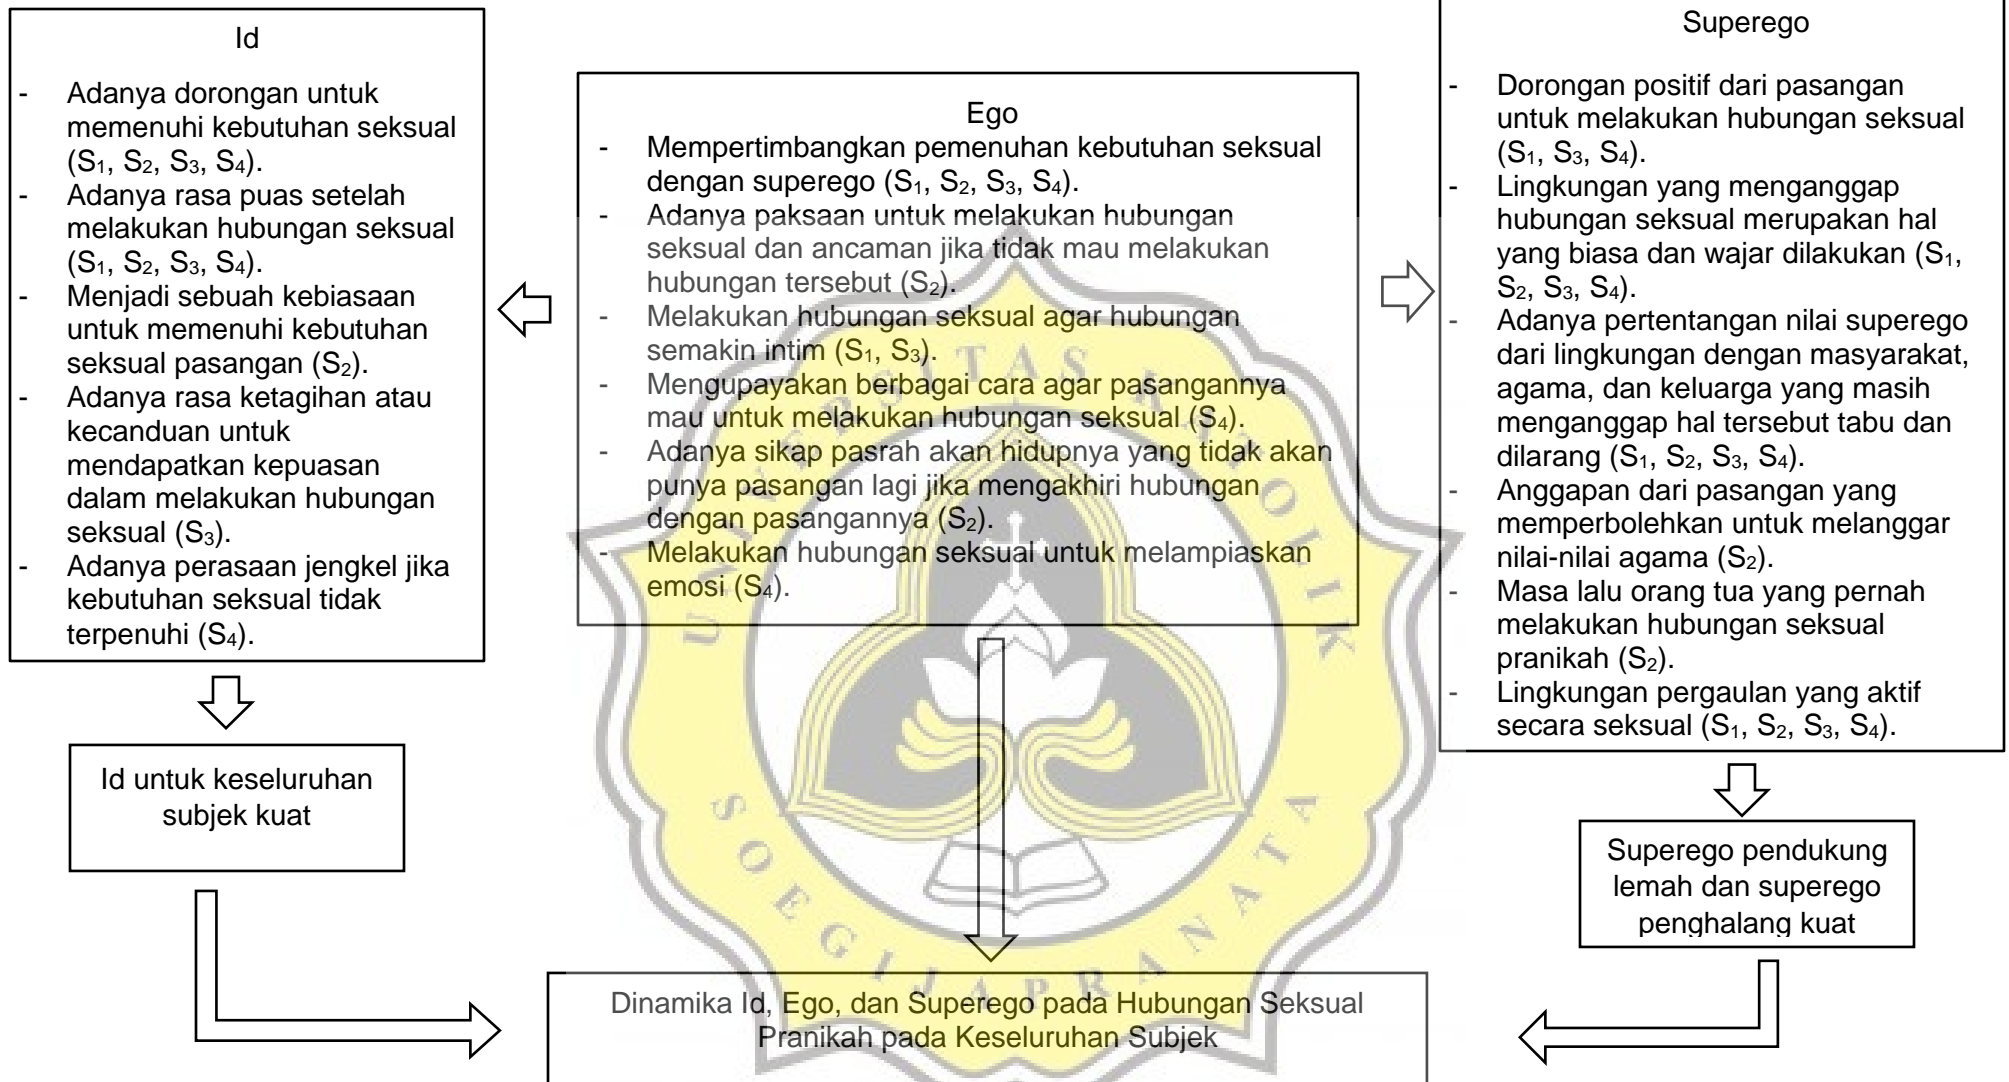 Id
- Adanya dorongan untuk
memenuhi kebutuhan seksual
(S₁, S₂, S₃, S₄).
- Adanya rasa puas setelah
melakukan hubungan seksual
(S₁, S₂, S₃, S₄).
- Menjadi sebuah kebiasaan
untuk memenuhi kebutuhan
seksual pasangan (S₂).
- Adanya rasa ketagihan atau
kecanduan untuk
mendapatkan kepuasan
dalam melakukan hubungan
seksual (S₃).
- Adanya perasaan jengkel jika
kebutuhan seksual tidak
terpenuhi (S₄).
Id untuk keseluruhan
subjek kuat
Ego
- Mempertimbangkan pemenuhan kebutuhan seksual
dengan superego (S₁, S₂, S₃, S₄).
- Adanya paksaan untuk melakukan hubungan
seksual dan ancaman jika tidak mau melakukan
hubungan tersebut (S₂).
- Melakukan hubungan seksual agar hubungan
semakin intim (S₁, S₃).
- Mengupayakan berbagai cara agar pasangannya
mau untuk melakukan hubungan seksual (S₄).
- Adanya sikap pasrah akan hidupnya yang tidak akan
punya pasangan lagi jika mengakhiri hubungan
dengan pasangannya (S₂).
- Melakukan hubungan seksual untuk melampiaskan
emosi (S₄).
Superego
- Dorongan positif dari pasangan
untuk melakukan hubungan seksual
(S₁, S₃, S₄).
- Lingkungan yang menganggap
hubungan seksual merupakan hal
yang biasa dan wajar dilakukan (S₁,
S₂, S₃, S₄).
- Adanya pertentangan nilai superego
dari lingkungan dengan masyarakat,
agama, dan keluarga yang masih
menganggap hal tersebut tabu dan
dilarang (S₁, S₂, S₃, S₄).
- Anggapan dari pasangan yang
memperbolehkan untuk melanggar
nilai-nilai agama (S₂).
- Masa lalu orang tua yang pernah
melakukan hubungan seksual
pranikah (S₂).
- Lingkungan pergaulan yang aktif
secara seksual (S₁, S₂, S₃, S₄).
Superego pendukung
lemah dan superego
penghalang kuat
Dinamika Id, Ego, dan Superego pada Hubungan Seksual
Pranikah pada Keseluruhan Subjek
UNIVERSITAS KATOLIK
SOEGIJAPRANATA